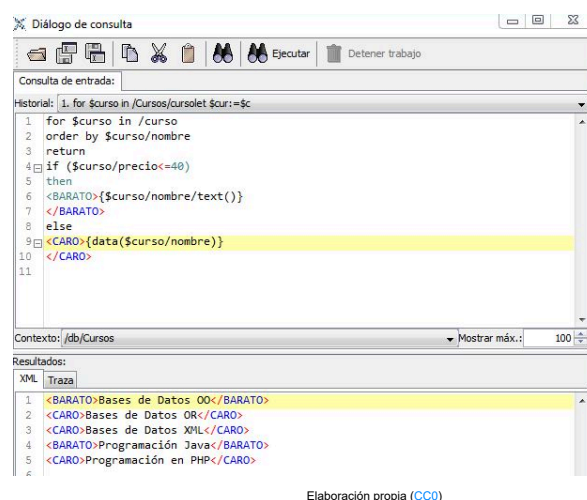 Diálogo de consulta
Ejecutar Detener trabajo
Consulta de entrada:
Historial: 1. for $curso in /Cursos/cursolet $cur:=$c
1 for $curso in /curso
2 order by $curso/nombre
3 return
4 if ($curso/precio<=40)
5 then
6 <BARATO>{$curso/nombre/text()}
7 </BARATO>
8 else
9 <CARO>{data($curso/nombre)}
10 </CARO>
11
Contexto: /db/Cursos Mostrar máx.: 100
Resultados:
XML Traza
1 <BARATO>Bases de Datos OO</BARATO>
2 <CARO>Bases de Datos OR</CARO>
3 <CARO>Bases de Datos XML</CARO>
4 <BARATO>Programación Java</BARATO>
5 <CARO>Programación en PHP</CARO>
6
Elaboración propia (CC0)